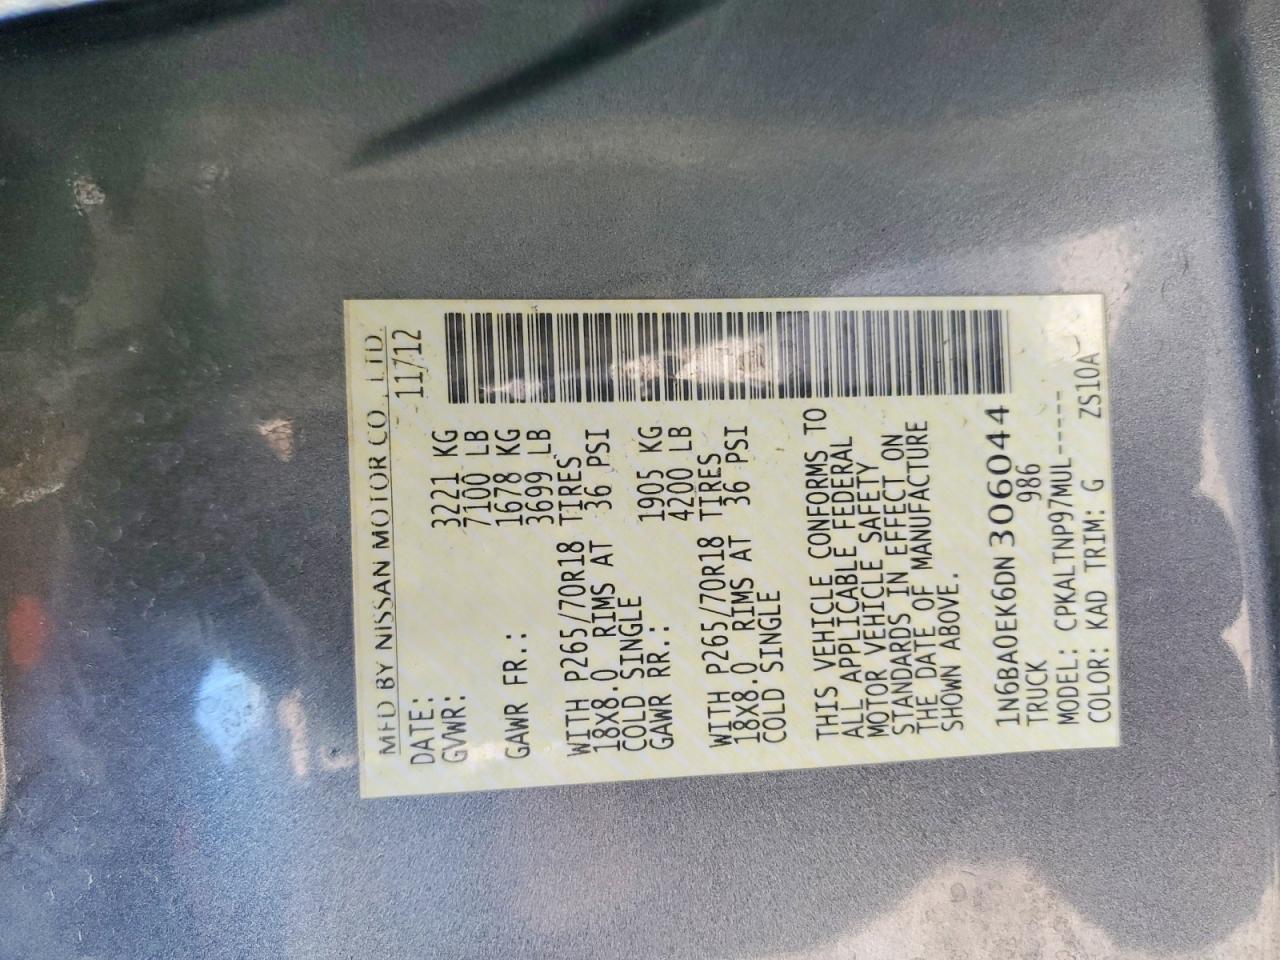 MFD BY NISSAN MOTOR CO., LTD.
DATE: 11/12
GVWR: 3221 KG
7100 LB
GAWR FR.: 1678 KG
3699 LB
WITH P265/70R18 TIRES
18X8.0 RIMS AT 36 PSI
COLD SINGLE
GAWR RR.: 1905 KG
4200 LB
WITH P265/70R18 TIRES
18X8.0 RIMS AT 36 PSI
COLD SINGLE
THIS VEHICLE CONFORMS TO
ALL APPLICABLE FEDERAL
MOTOR VEHICLE SAFETY
STANDARDS IN EFFECT ON
THE DATE OF MANUFACTURE
SHOWN ABOVE.
1N6BA0EK6DN306044
TRUCK 986
MODEL: CPKALTNP97MUL-----
COLOR: KAD TRIM: G ZS10A